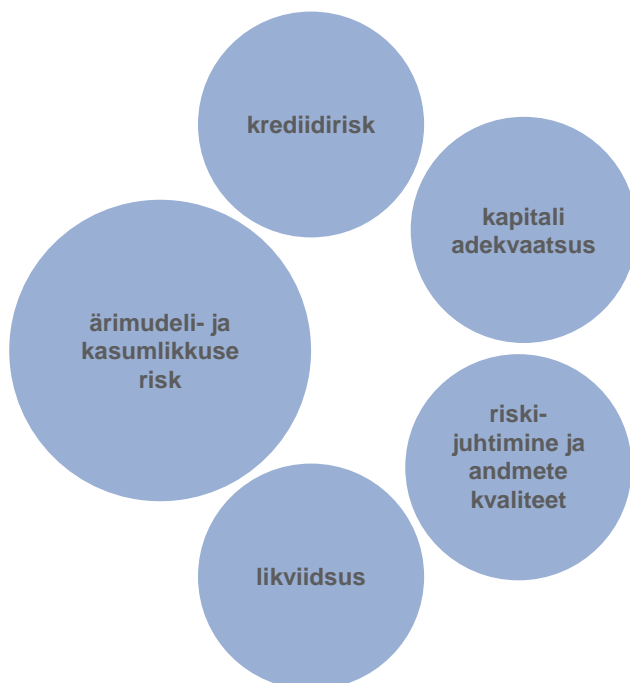 krediidirisk
kapitali
adekvaatsus
ärimudeli- ja
kasumlikkuse
risk
riski-
juhtimine ja
andmete
kvaliteet
likviidsus